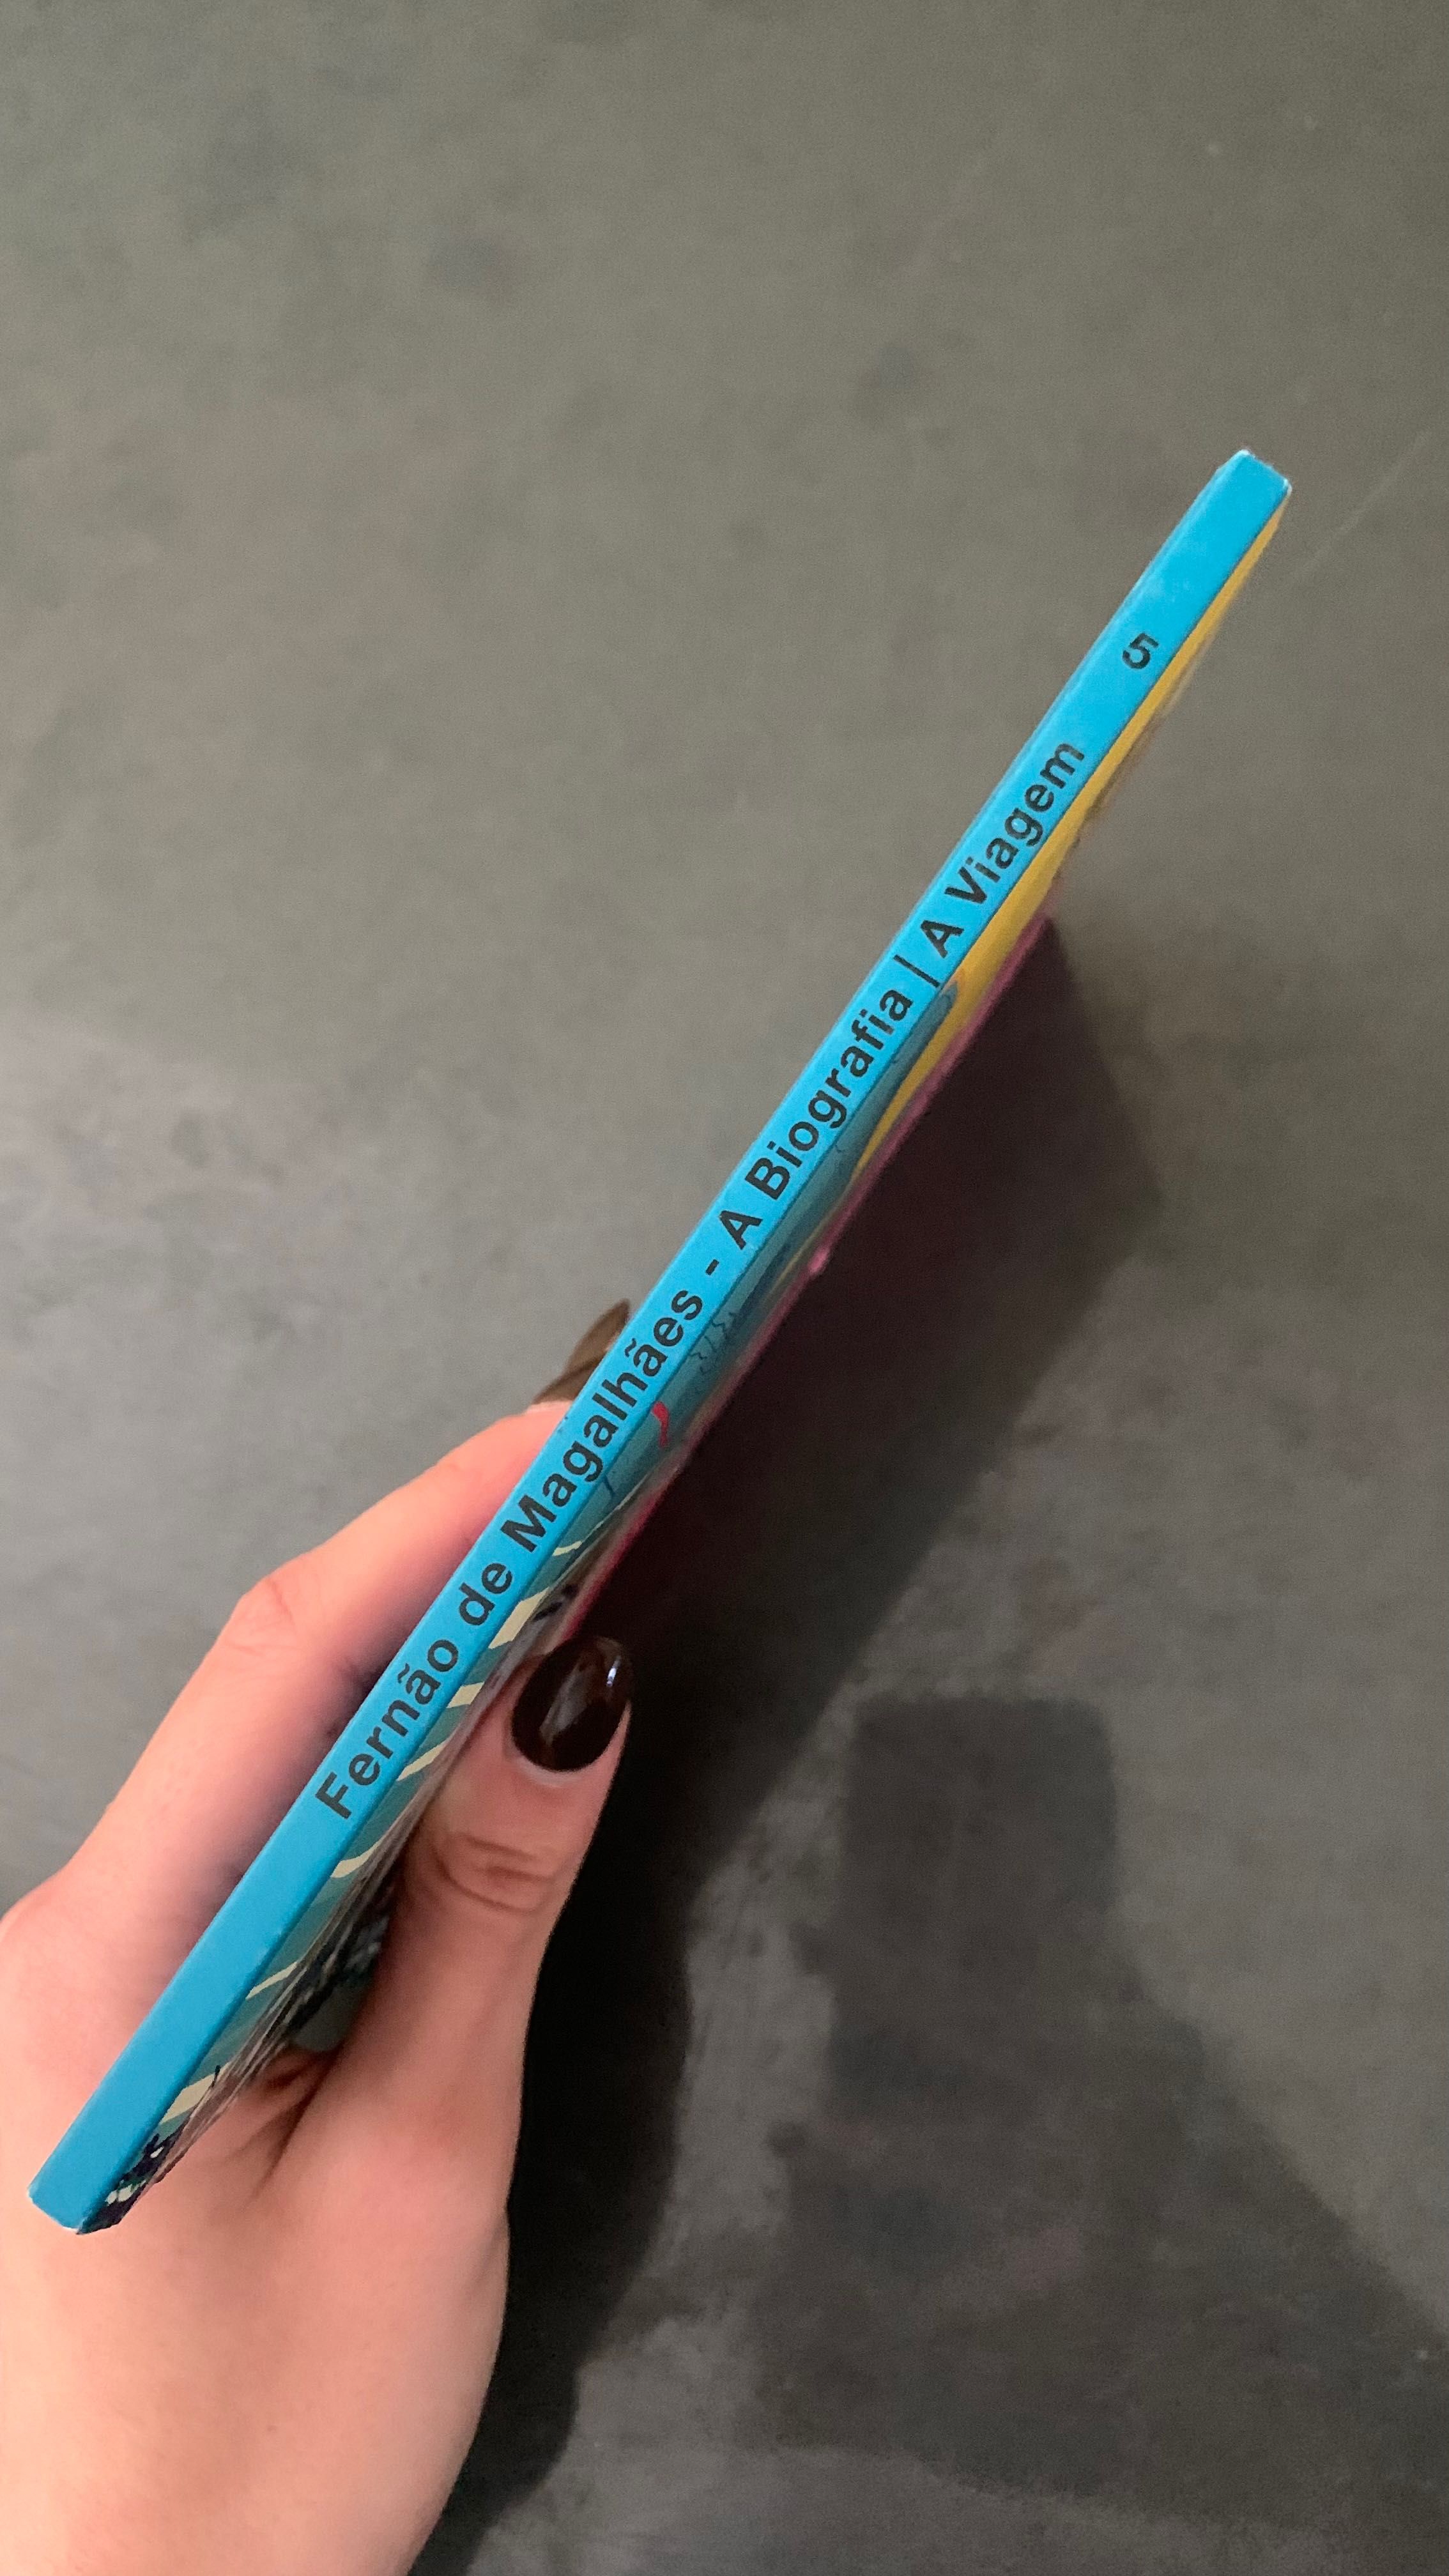 Fernão de Magalhães - A Biografia | A Viagem 5